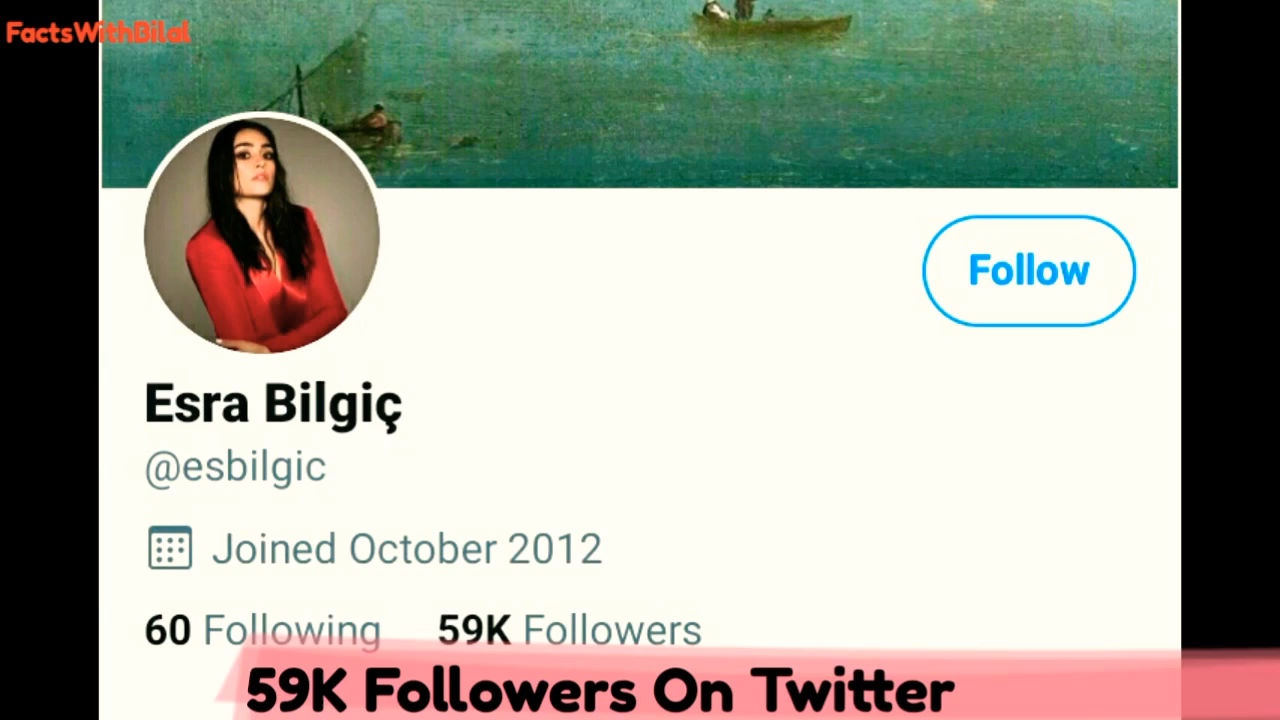 FactsWithBilal
Follow
Esra Bilgiç
@esbilgic
Joined October 2012
60 Following 59K Followers
59K Followers On Twitter